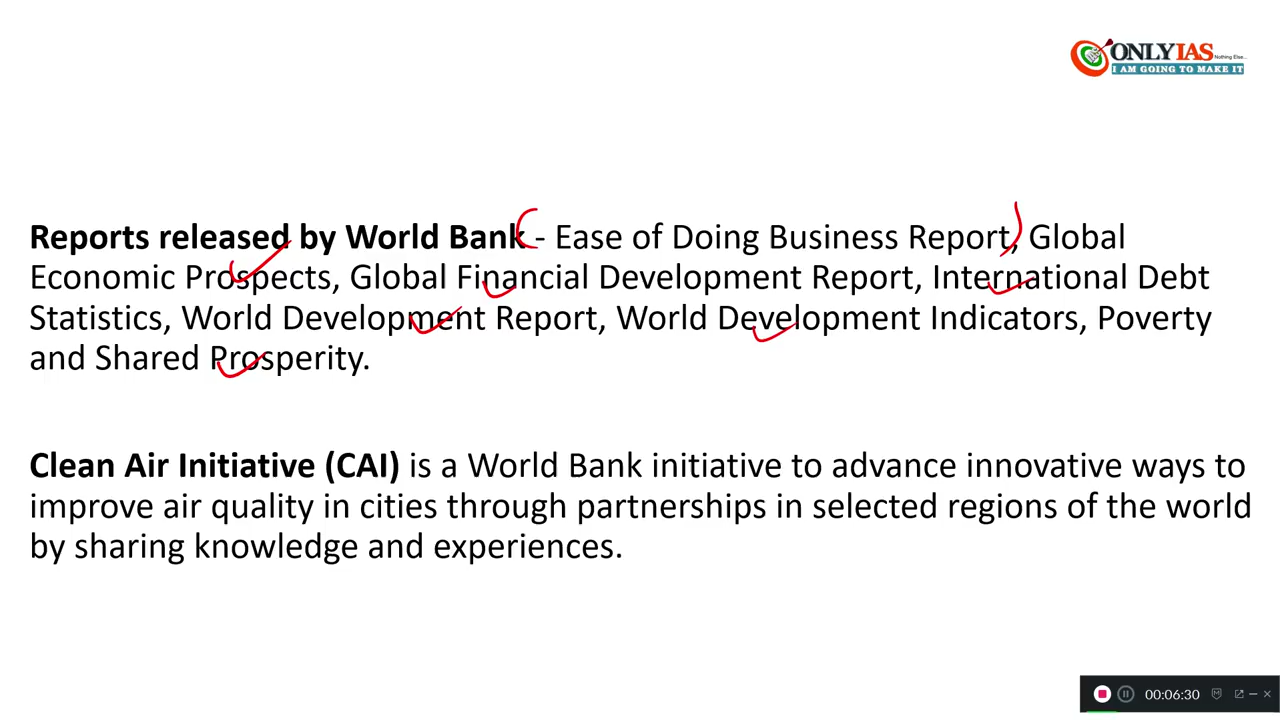 ONLYIAS Nothing Else...
I AM GOING TO MAKE IT
Reports released by World Bank - Ease of Doing Business Report, Global
Economic Prospects, Global Financial Development Report, International Debt
Statistics, World Development Report, World Development Indicators, Poverty
and Shared Prosperity.
Clean Air Initiative (CAI) is a World Bank initiative to advance innovative ways to
improve air quality in cities through partnerships in selected regions of the world
by sharing knowledge and experiences.
00:06:30